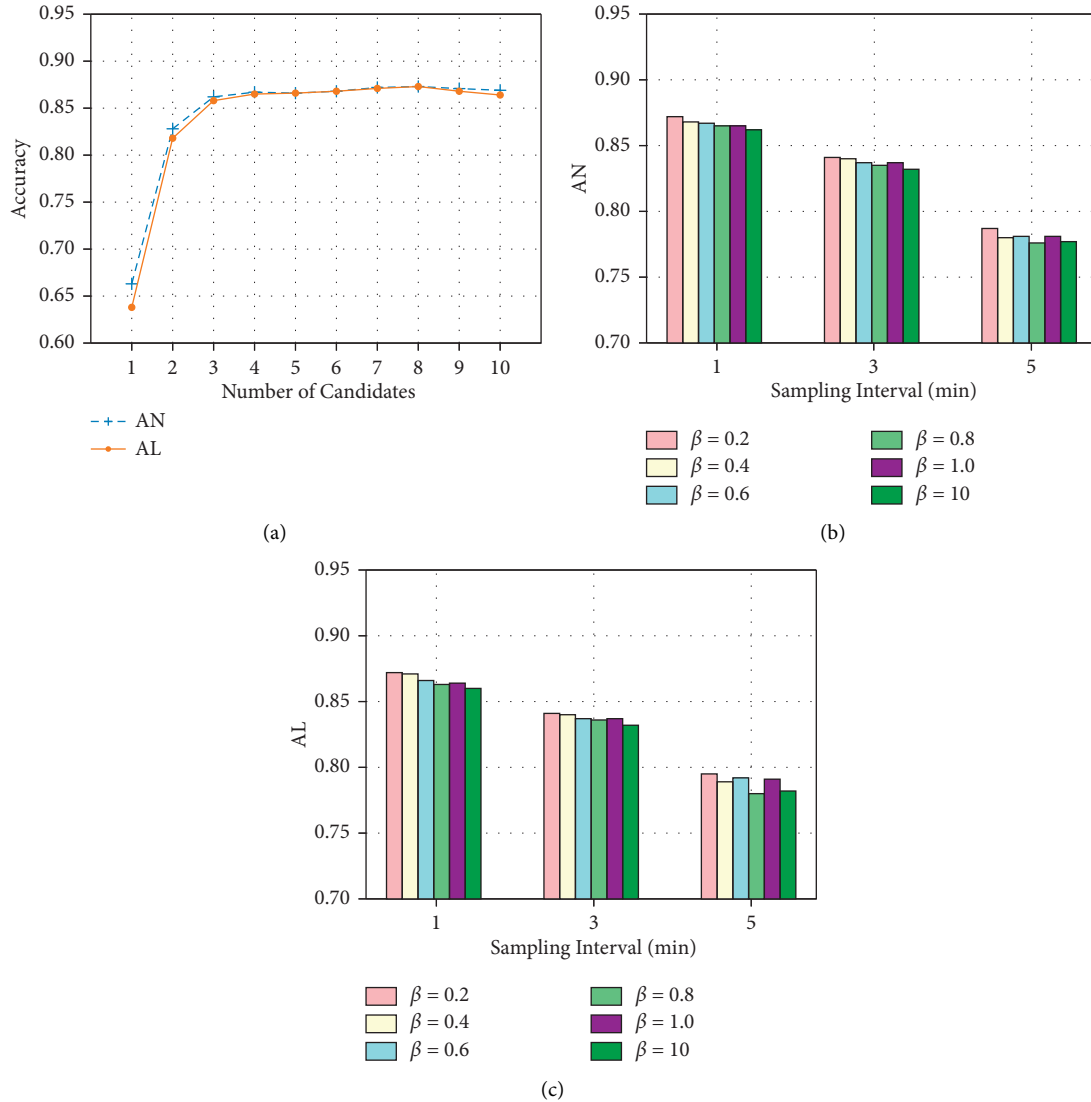 0.95
0.90
0.85
0.80
0.75
0.70
0.65
0.60
Accuracy
1 2 3 4 5 6 7 8 9 10
Number of Candidates
AN
AL
(a)
0.95
0.90
0.85
0.80
0.75
0.70
AN
1 3 5
Sampling Interval (min)
β = 0.2 β = 0.8
β = 0.4 β = 1.0
β = 0.6 β = 10
(b)
0.95
0.90
0.85
0.80
0.75
0.70
AL
1 3 5
Sampling Interval (min)
β = 0.2 β = 0.8
β = 0.4 β = 1.0
β = 0.6 β = 10
(c)